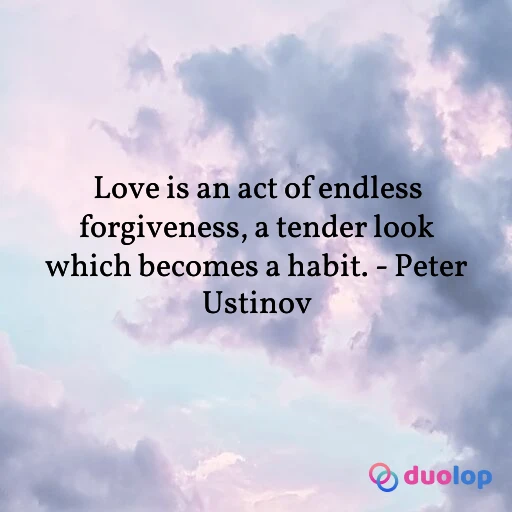 Love is an act of endless
forgiveness, a tender look
which becomes a habit. - Peter
Ustinov
duolop